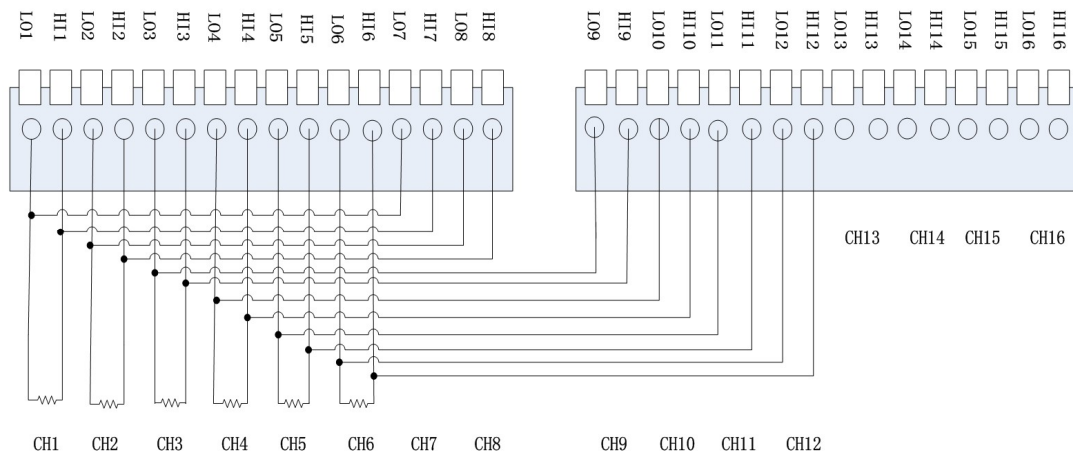 LO1 HI1 LO2 HI2 LO3 HI3 LO4 HI4 LO5 HI5 LO6 HI6 LO7 HI7 LO8 HI8
LO9 HI9 LO10 HI10 LO11 HI11 LO12 HI12 LO13 HI13 LO14 HI14 LO15 HI15 LO16 HI16
CH13 CH14 CH15 CH16
CH1 CH2 CH3 CH4 CH5 CH6 CH7 CH8
CH9 CH10 CH11 CH12